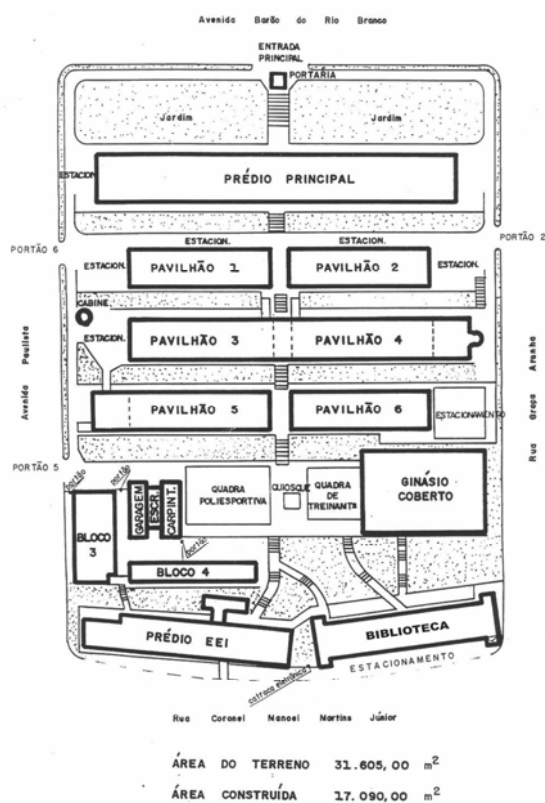 Avenida Barão do Rio Branco
ENTRADA
PRINCIPAL
PORTARIA
Jardim
Jardim
ESTACION.
PRÉDIO PRINCIPAL
PORTÃO 6
ESTACION.
ESTACION.
PORTÃO 2
ESTACION.
PAVILHÃO 1
PAVILHÃO 2
ESTACION.
CABINE
ESTACION.
PAVILHÃO 3
PAVILHÃO 4
Avenida Paulista
Rua Graça Aranha
PAVILHÃO 5
PAVILHÃO 6
ESTACIONAMENTO
PORTÃO 5
portão
portão
BLOCO
3
GARAGEM
ESCR.
CARPINT.
QUADRA
POLIESPORTIVA
QUIOSQUE
QUADRA
DE
TREINAMTº
GINÁSIO
COBERTO
portão
BLOCO 4
PRÉDIO EEI
BIBLIOTECA
ESTACIONAMENTO
catraca eletrônica
Rua Coronel Manoel Martins Júnior
ÁREA DO TERRENO 31.605,00 m²
ÁREA CONSTRUÍDA 17.090,00 m²